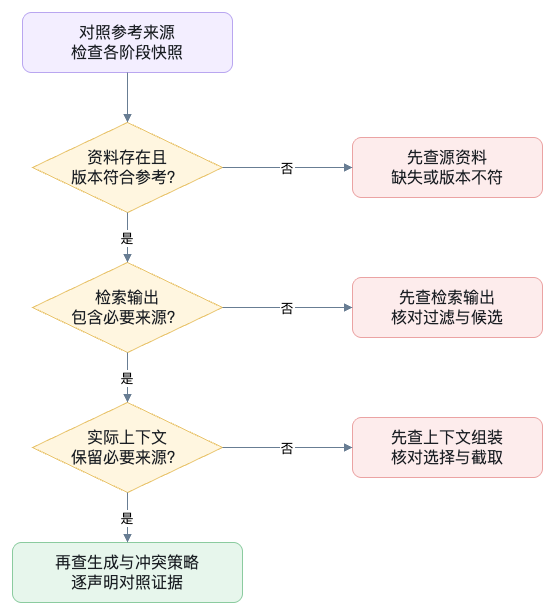 对照参考来源
检查各阶段快照
资料存在且
版本符合参考?
否
先查源资料
缺失或版本不符
是
检索输出
包含必要来源?
否
先查检索输出
核对过滤与候选
是
实际上下文
保留必要来源?
否
先查上下文组装
核对选择与截取
是
再查生成与冲突策略
逐声明对照证据